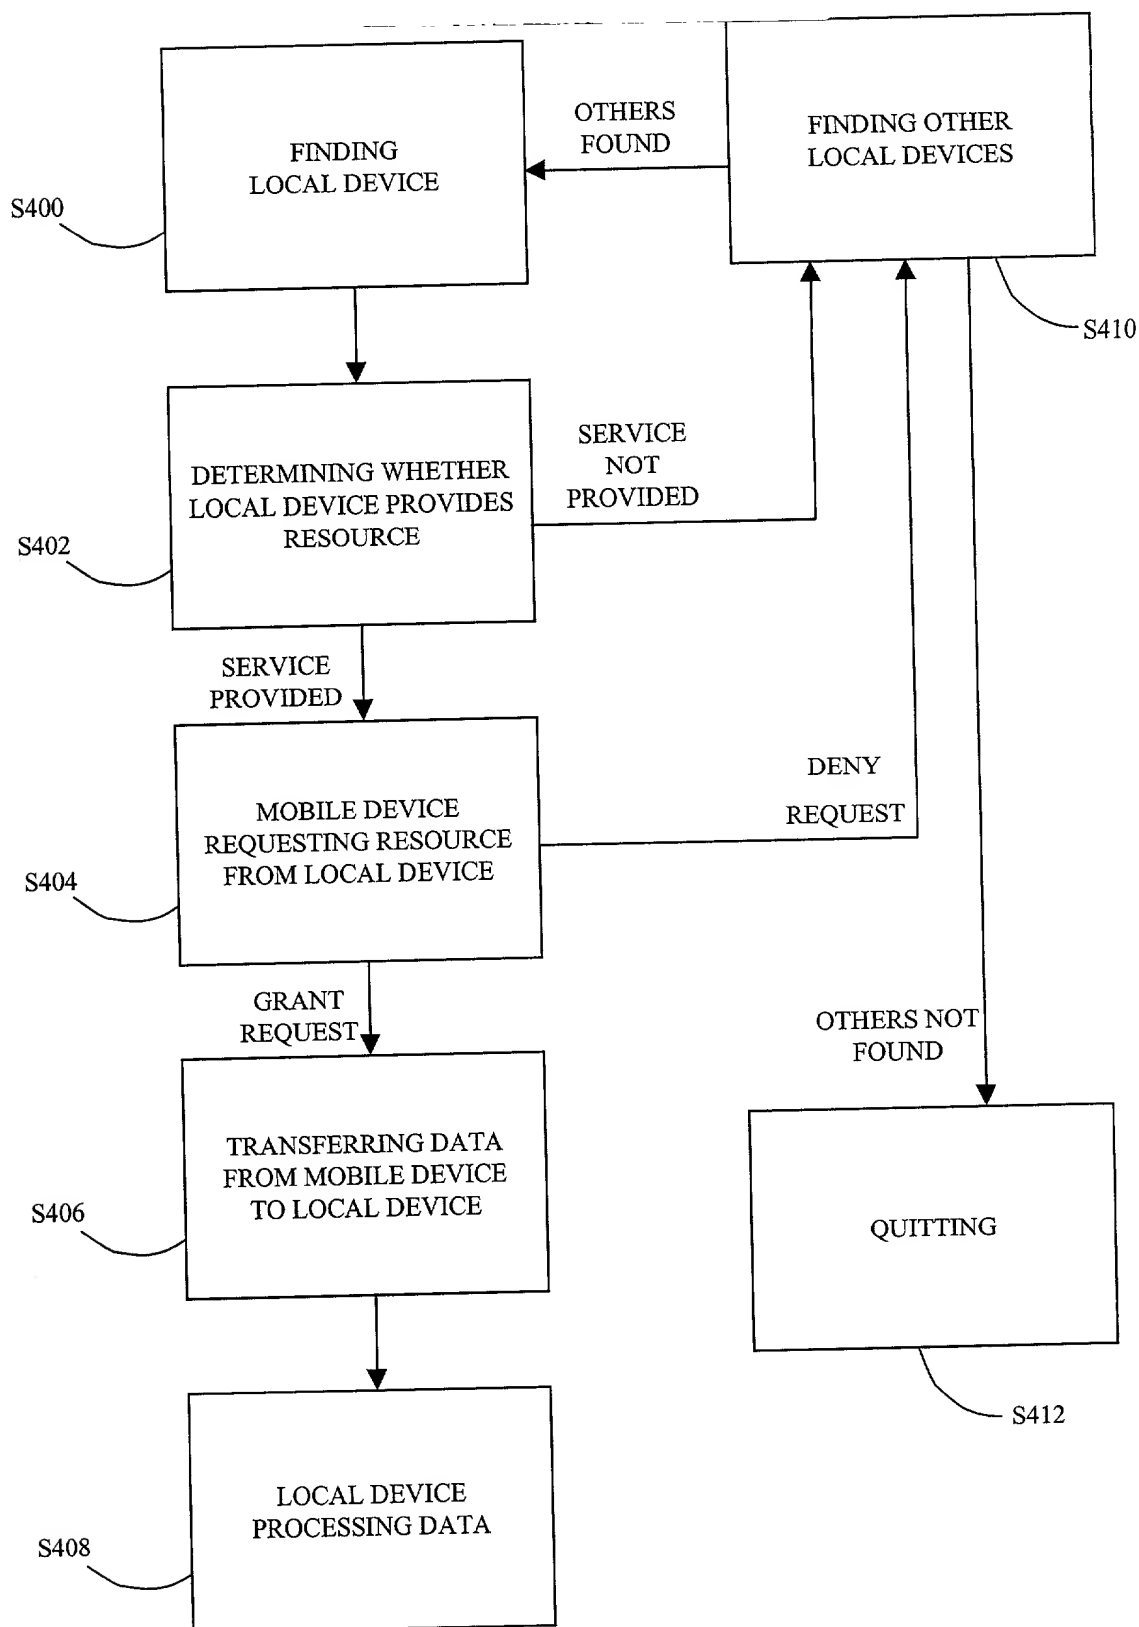 FINDING
LOCAL DEVICE
S400
OTHERS
FOUND
FINDING OTHER
LOCAL DEVICES
S410
DETERMINING WHETHER
LOCAL DEVICE PROVIDES
RESOURCE
S402
SERVICE
NOT
PROVIDED
SERVICE
PROVIDED
MOBILE DEVICE
REQUESTING RESOURCE
FROM LOCAL DEVICE
S404
DENY
REQUEST
GRANT
REQUEST
OTHERS NOT
FOUND
TRANSFERRING DATA
FROM MOBILE DEVICE
TO LOCAL DEVICE
S406
QUITTING
S412
LOCAL DEVICE
PROCESSING DATA
S408